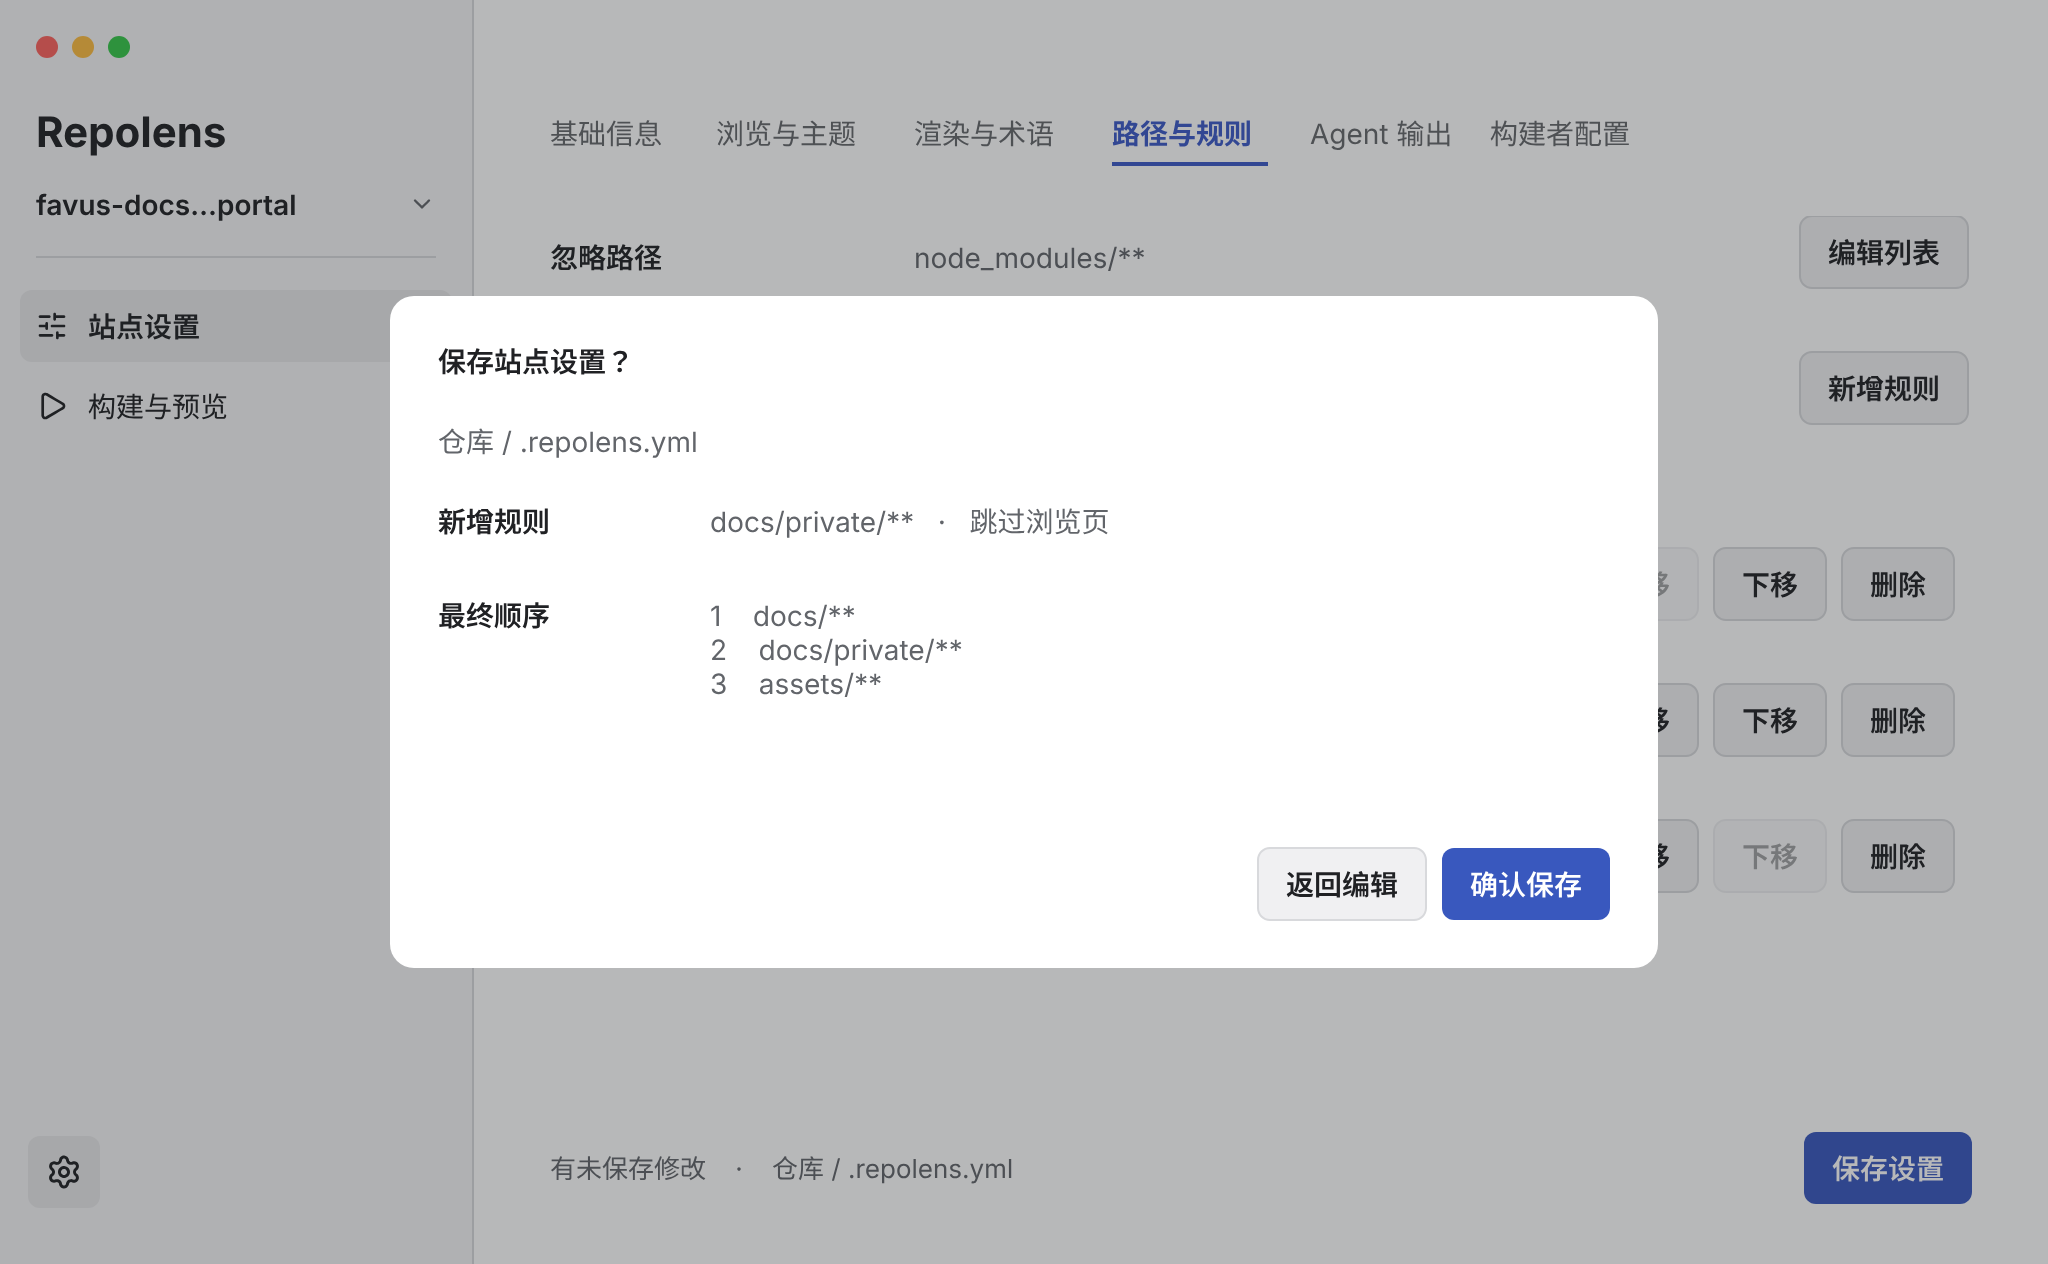 Repolens
favus-docs...portal
站点设置
构建与预览
基础信息 浏览与主题 渲染与术语 路径与规则 Agent 输出 构建者配置
忽略路径 node_modules/** 编辑列表
新增规则
保存站点设置？
仓库 / .repolens.yml
新增规则 docs/private/** · 跳过浏览页
最终顺序 1 docs/**
2 docs/private/**
3 assets/**
返回编辑 确认保存
下移 删除
下移 删除
下移 删除
有未保存修改 · 仓库 / .repolens.yml 保存设置